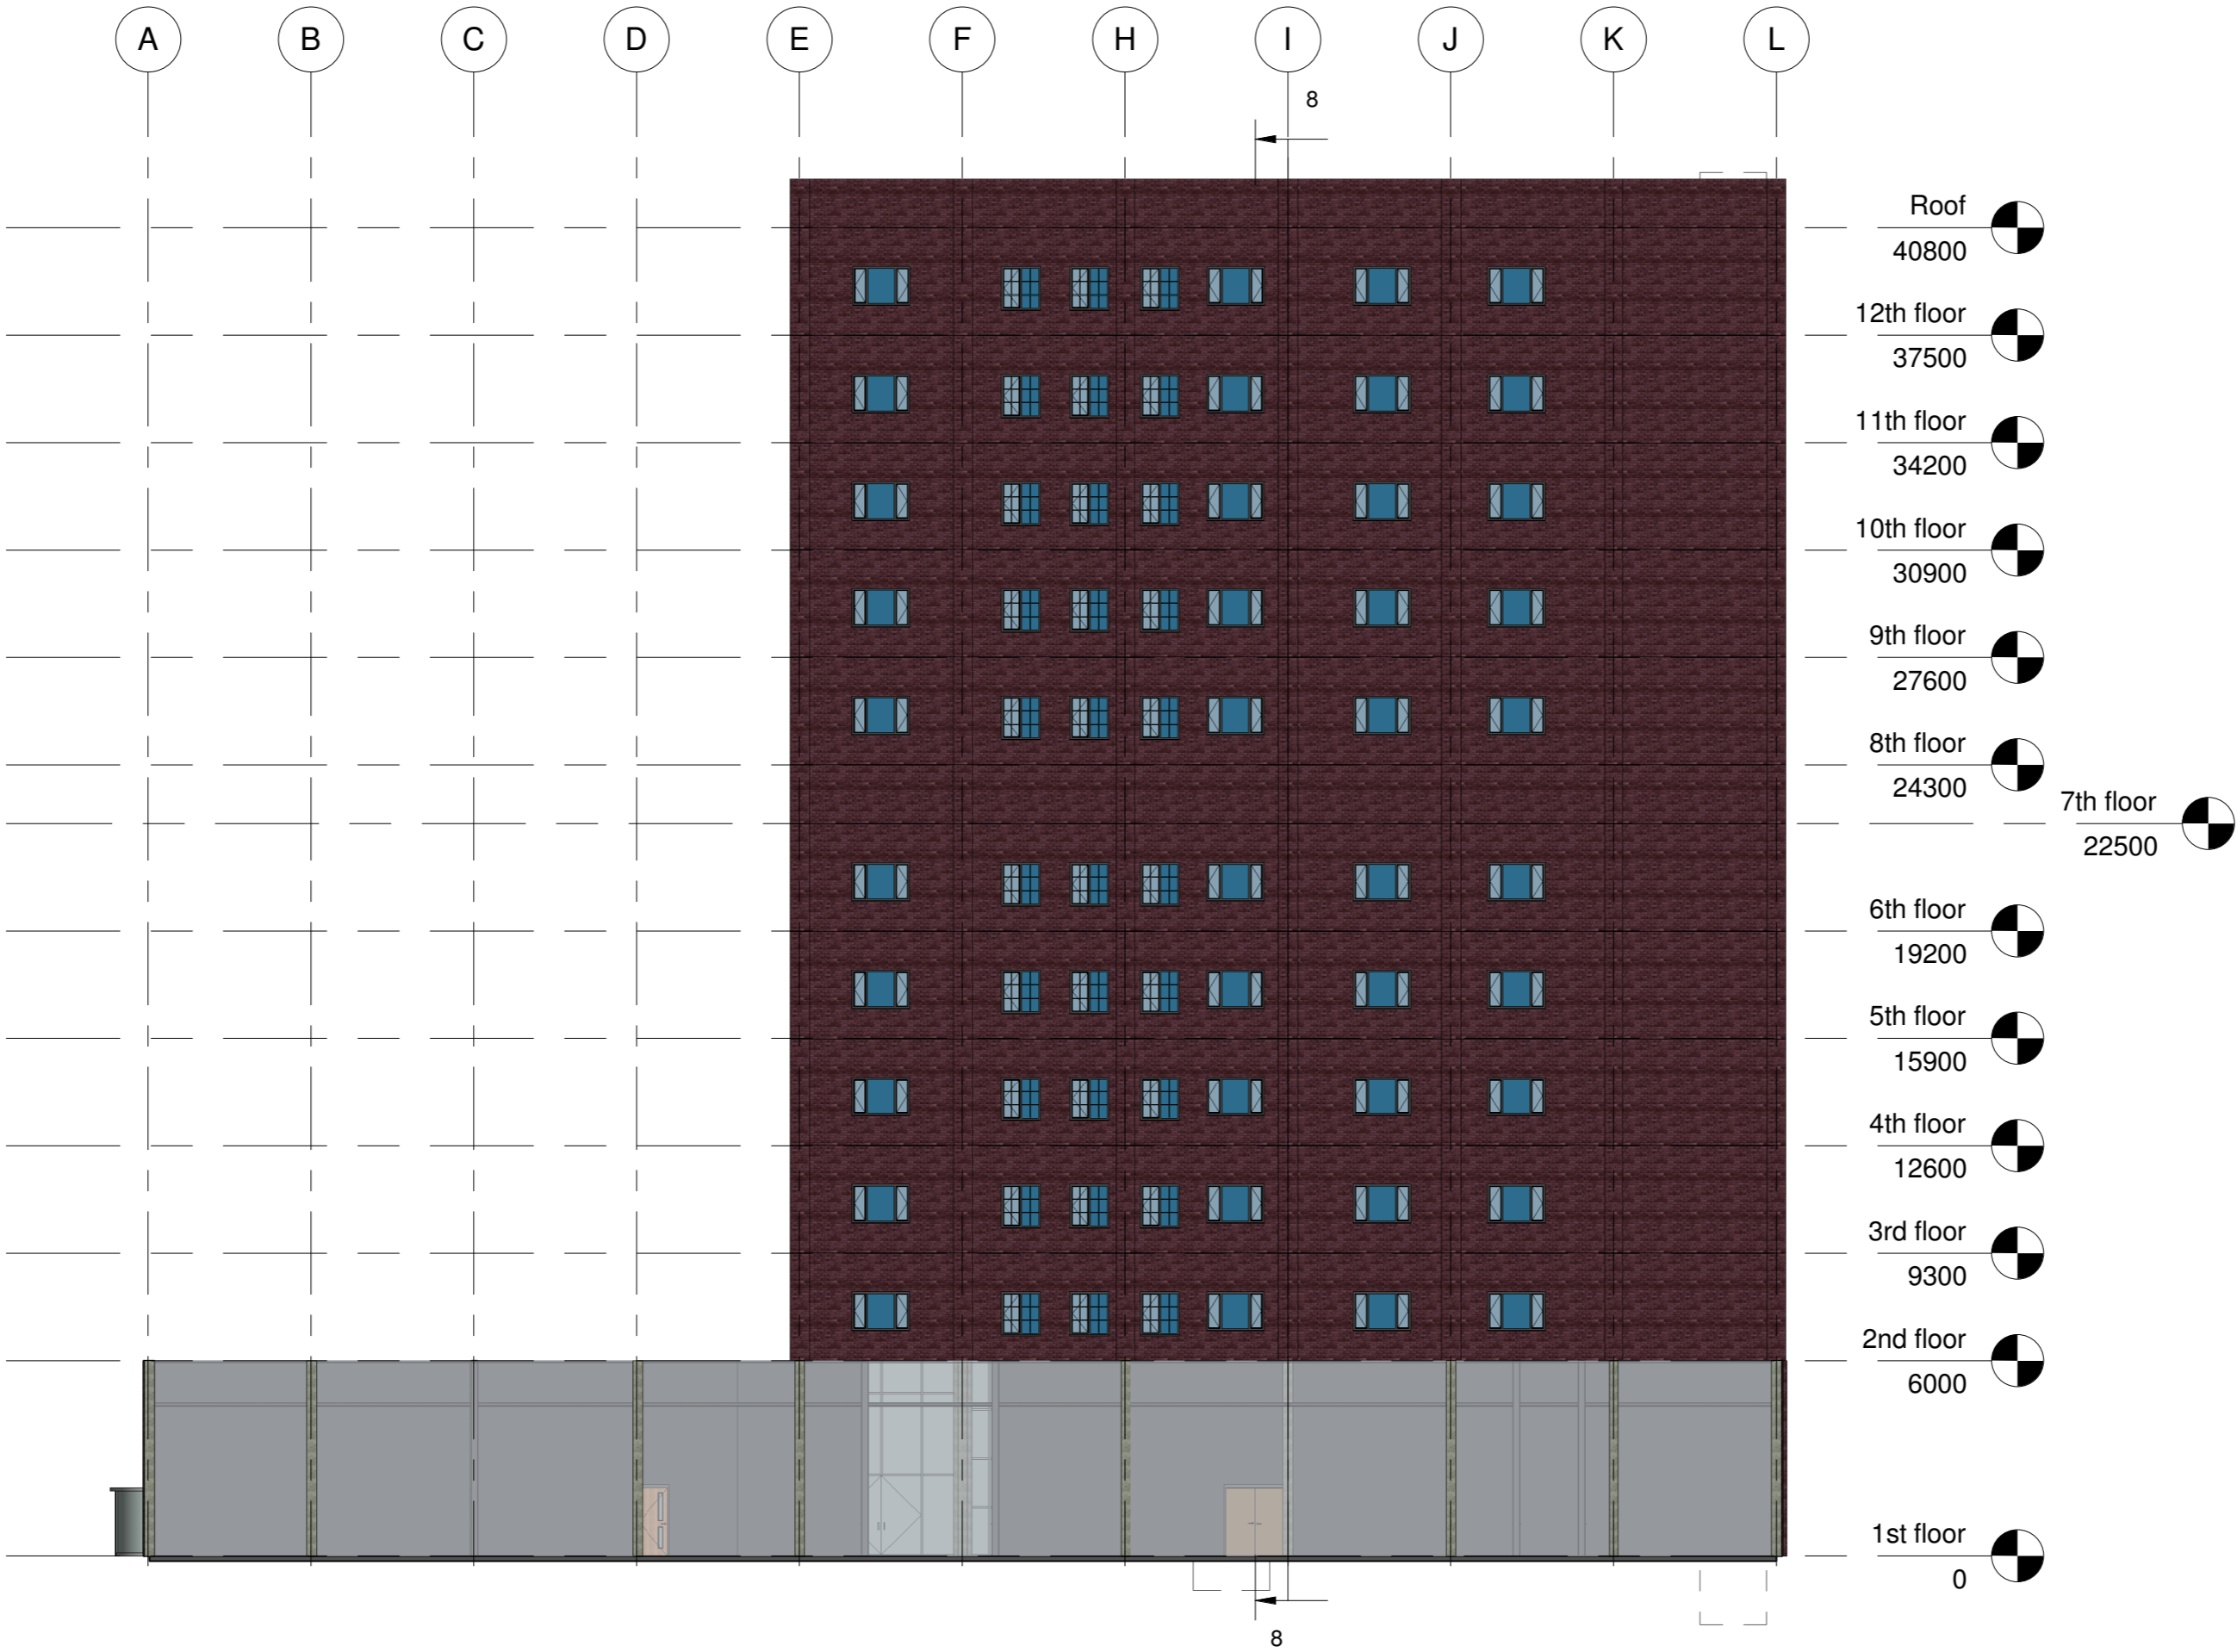 A B C D E F H I J K L
8
Roof
40800
12th floor
37500
11th floor
34200
10th floor
30900
9th floor
27600
8th floor
24300
7th floor
22500
6th floor
19200
5th floor
15900
4th floor
12600
3rd floor
9300
2nd floor
6000
1st floor
0
8